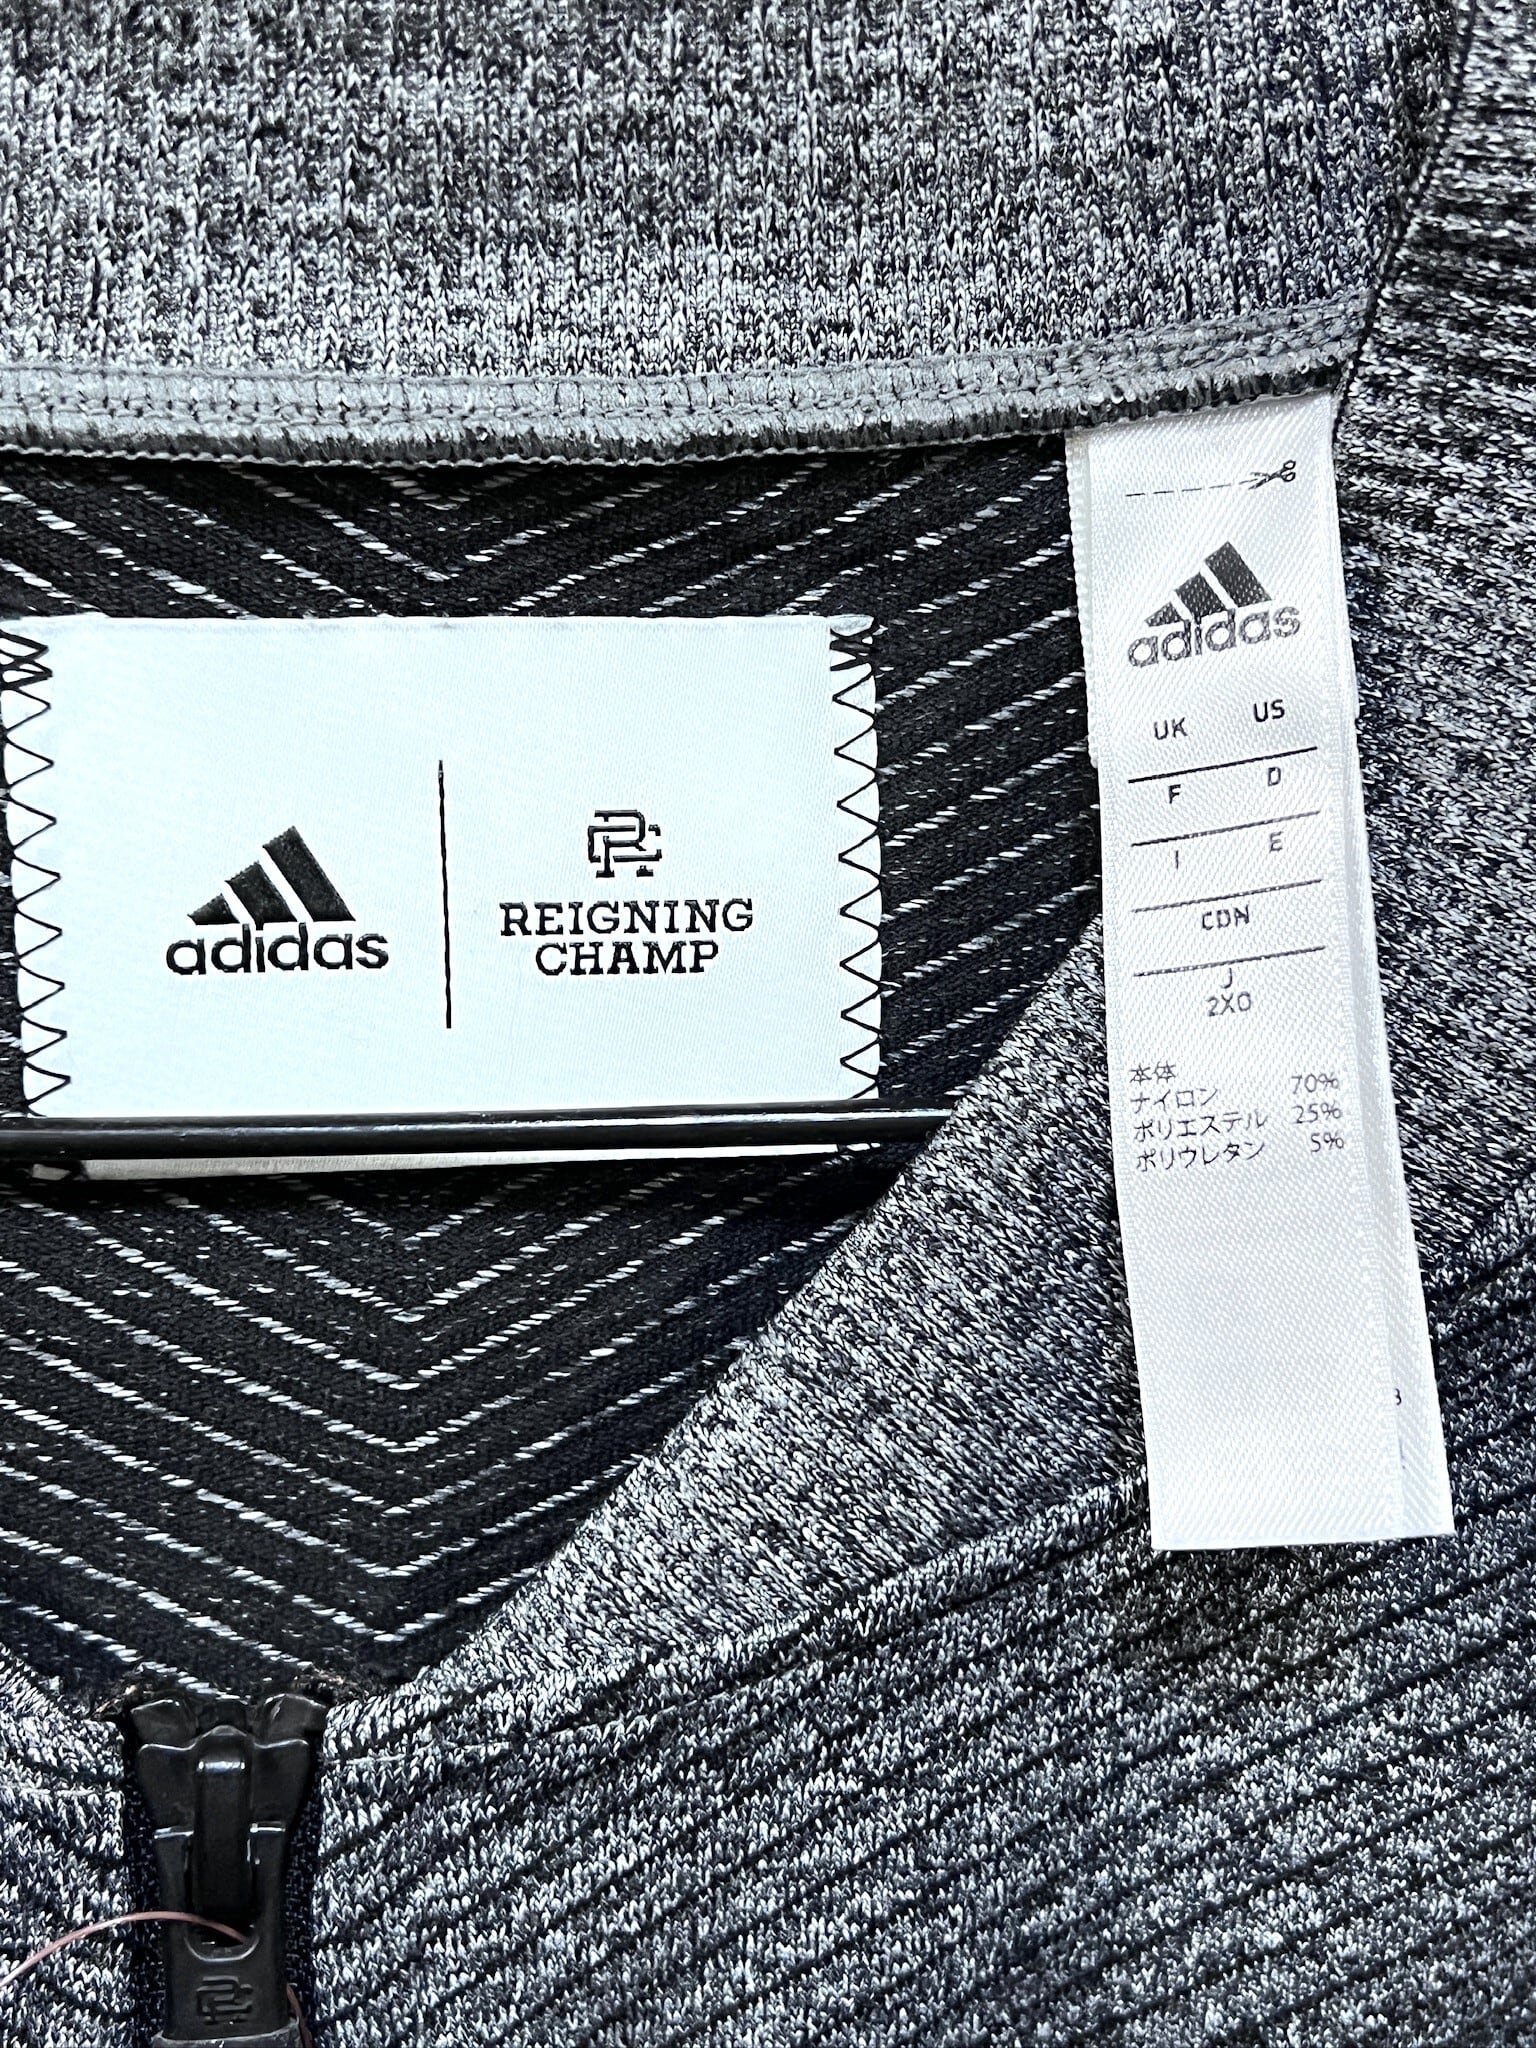 adidas
REIGNING
CHAMP
adidas
UK US
F D
I E
CDN
J
2XO
本体
ナイロン 70%
ポリエステル 25%
ポリウレタン 5%